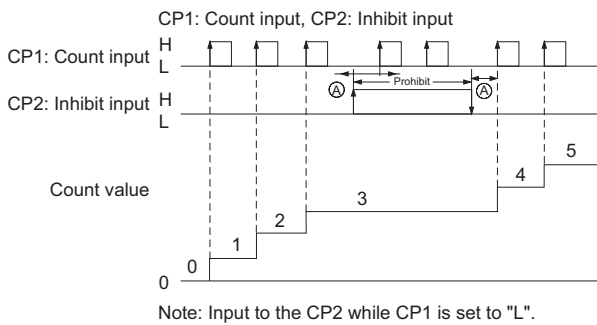 CP1: Count input, CP2: Inhibit input
CP1: Count input H
L
Prohibit
CP2: Inhibit input H
L
A
A
Count value
0
0
1
2
3
4
5
Note: Input to the CP2 while CP1 is set to "L".